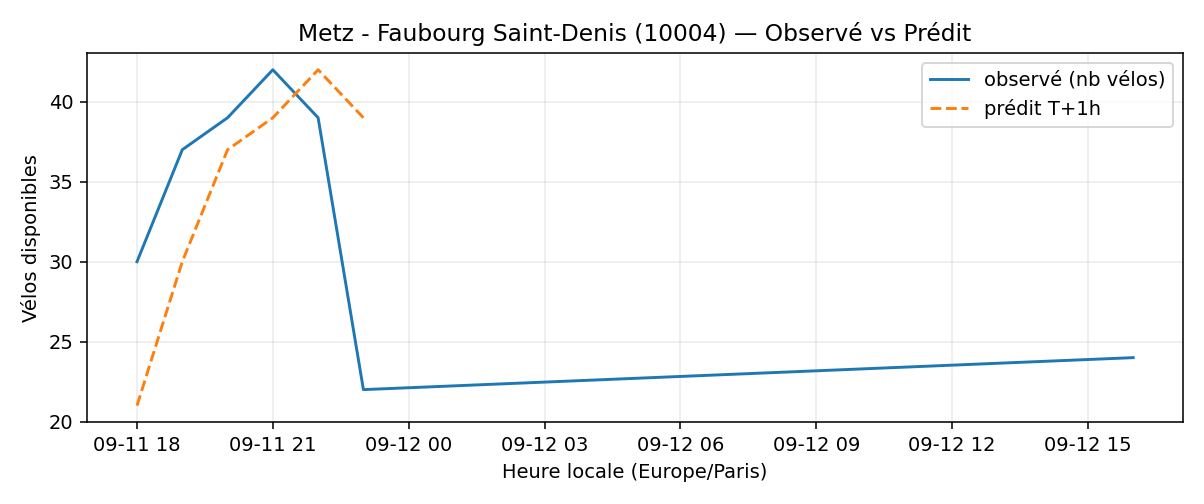 Metz - Faubourg Saint-Denis (10004) — Observé vs Prédit
observé (nb vélos)
prédit T+1h
Vélos disponibles
40
35
30
25
20
09-11 18
09-11 21
09-12 00
09-12 03
09-12 06
09-12 09
09-12 12
09-12 15
Heure locale (Europe/Paris)